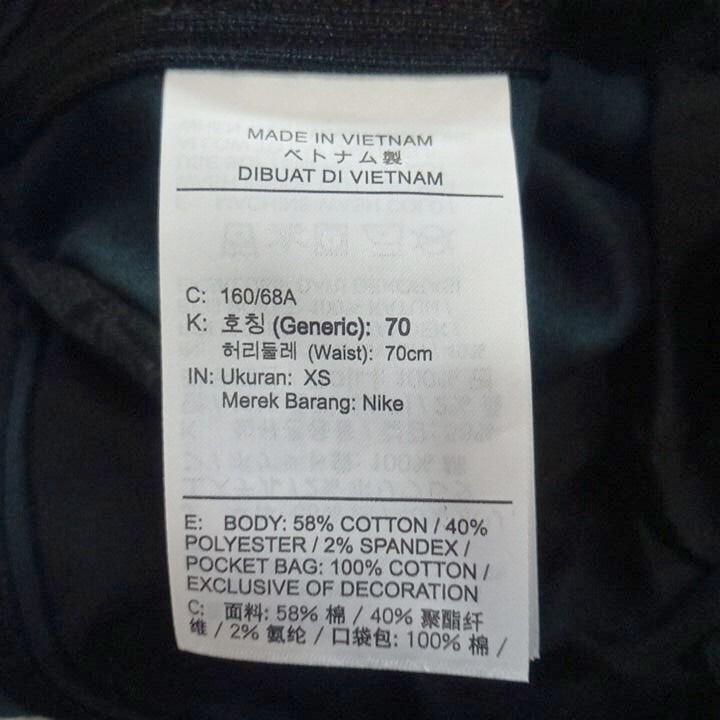 MADE IN VIETNAM
ベトナム製
DIBUAT DI VIETNAM
C: 160/68A
K: 호칭 (Generic): 70
허리둘레 (Waist): 70cm
IN: Ukuran: XS
Merek Barang: Nike
E: BODY: 58% COTTON / 40%
POLYESTER / 2% SPANDEX /
POCKET BAG: 100% COTTON /
EXCLUSIVE OF DECORATION
C: 面料: 58% 棉 / 40% 聚酯纤
维 / 2% 氨纶 / 口袋包: 100% 棉 /